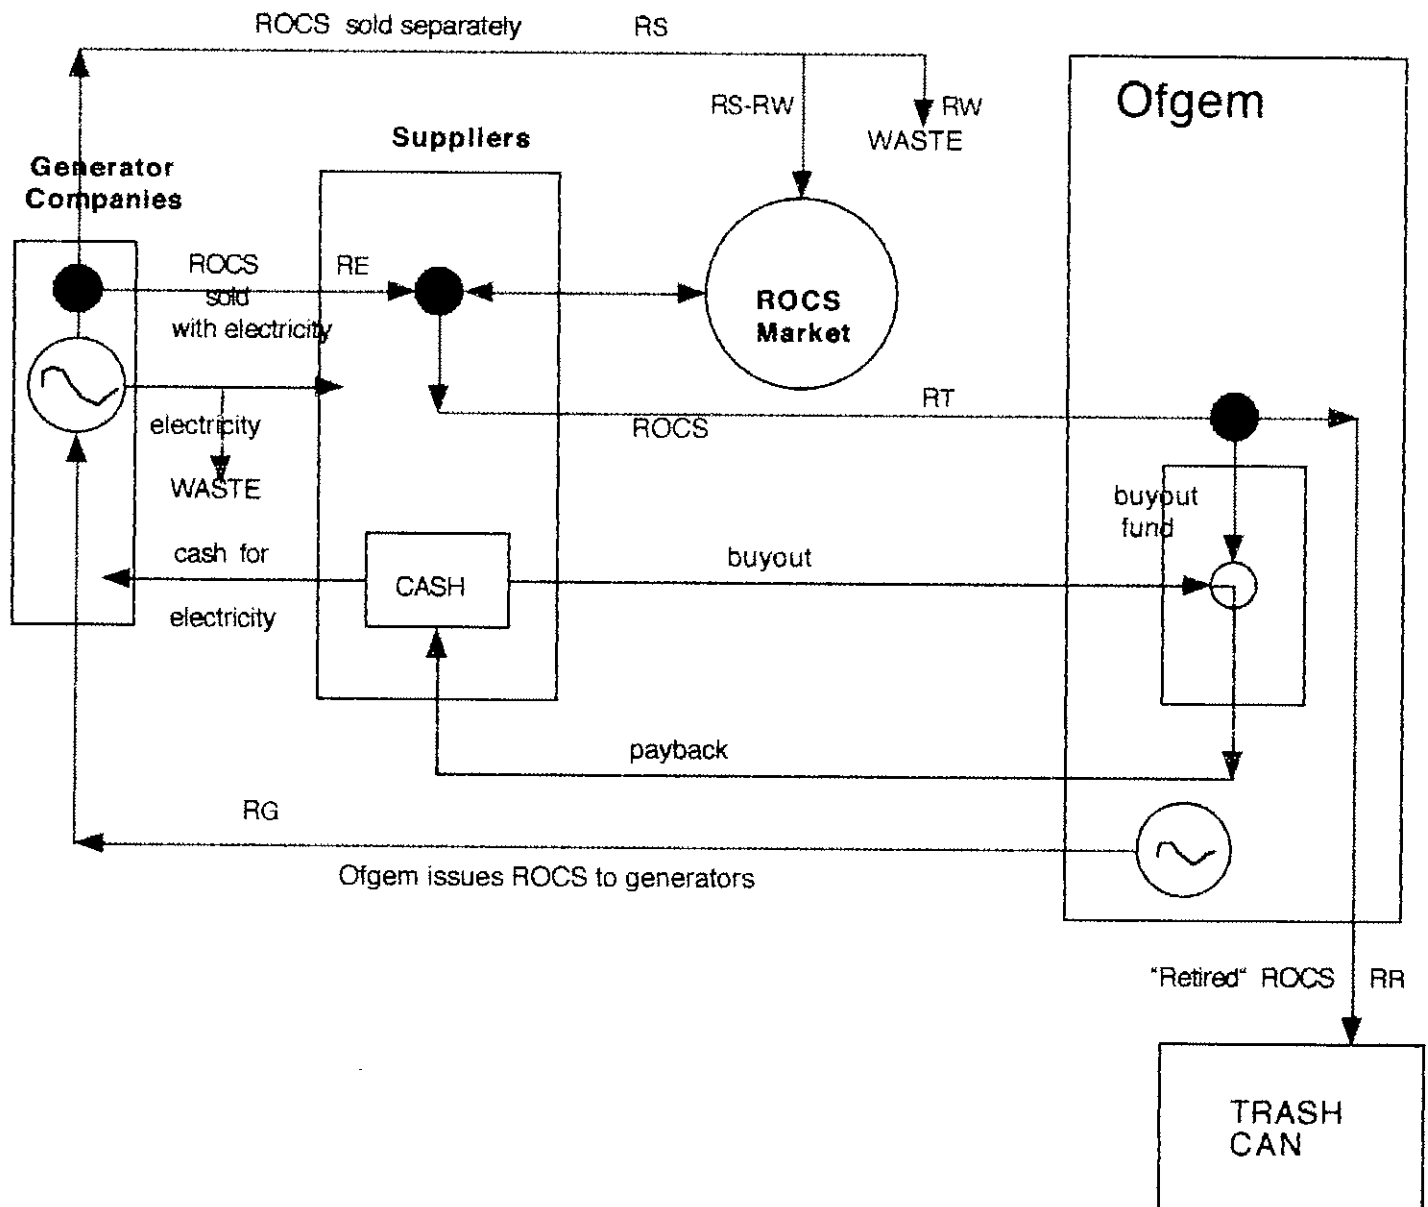 ROCS sold separately RS
Ofgem
RS-RW
RW
WASTE
Suppliers
Generator
Companies
ROCS
sold
with electricity
RE
ROCS
Market
electricity
WASTE
RT
ROCS
buyout
fund
cash for
electricity
CASH
buyout
payback
RG
Ofgem issues ROCS to generators
"Retired" ROCS RR
TRASH
CAN